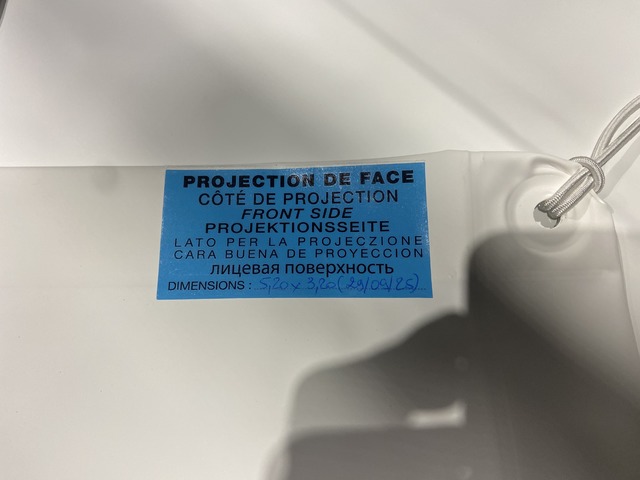 PROJECTION DE FACE
CÔTÉ DE PROJECTION
FRONT SIDE
PROJEKTIONSSEITE
LATO PER LA PROJECZIONE
CARA BUENA DE PROYECCION
лицевая поверхность
DIMENSIONS : 5,20 x 3,20 (29/09/25)